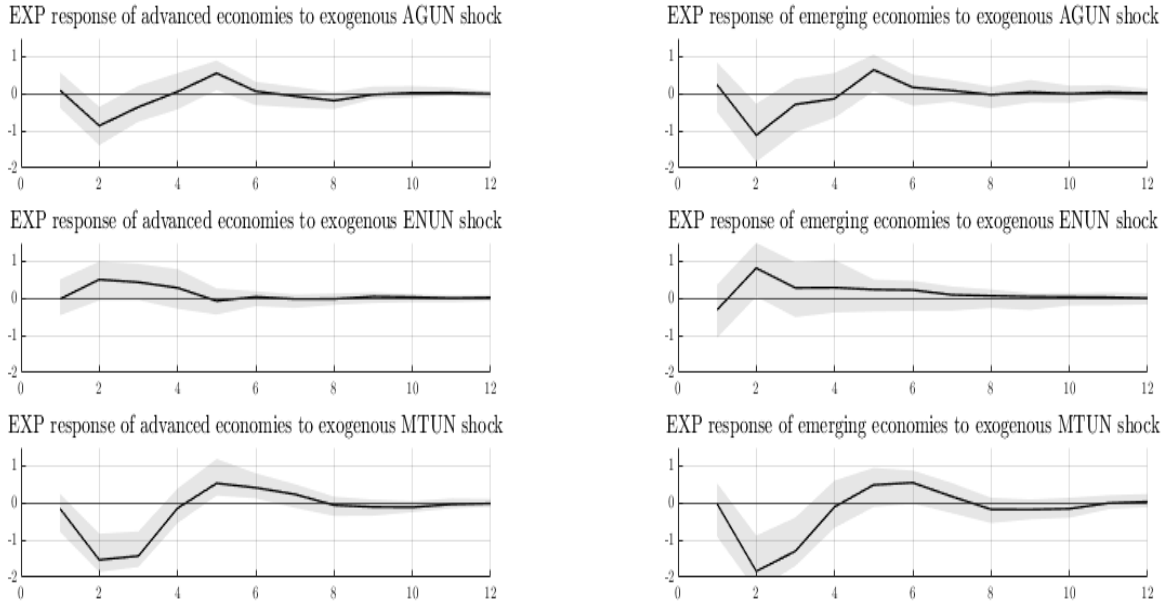 EXP response of advanced economies to exogenous AGUN shock
1
0
-1
-2
0 2 4 6 8 10 12
EXP response of emerging economies to exogenous AGUN shock
1
0
-1
-2
0 2 4 6 8 10 12
EXP response of advanced economies to exogenous ENUN shock
1
0
-1
-2
0 2 4 6 8 10 12
EXP response of emerging economies to exogenous ENUN shock
1
0
-1
-2
0 2 4 6 8 10 12
EXP response of advanced economies to exogenous MTUN shock
1
0
-1
-2
0 2 4 6 8 10 12
EXP response of emerging economies to exogenous MTUN shock
1
0
-1
-2
0 2 4 6 8 10 12